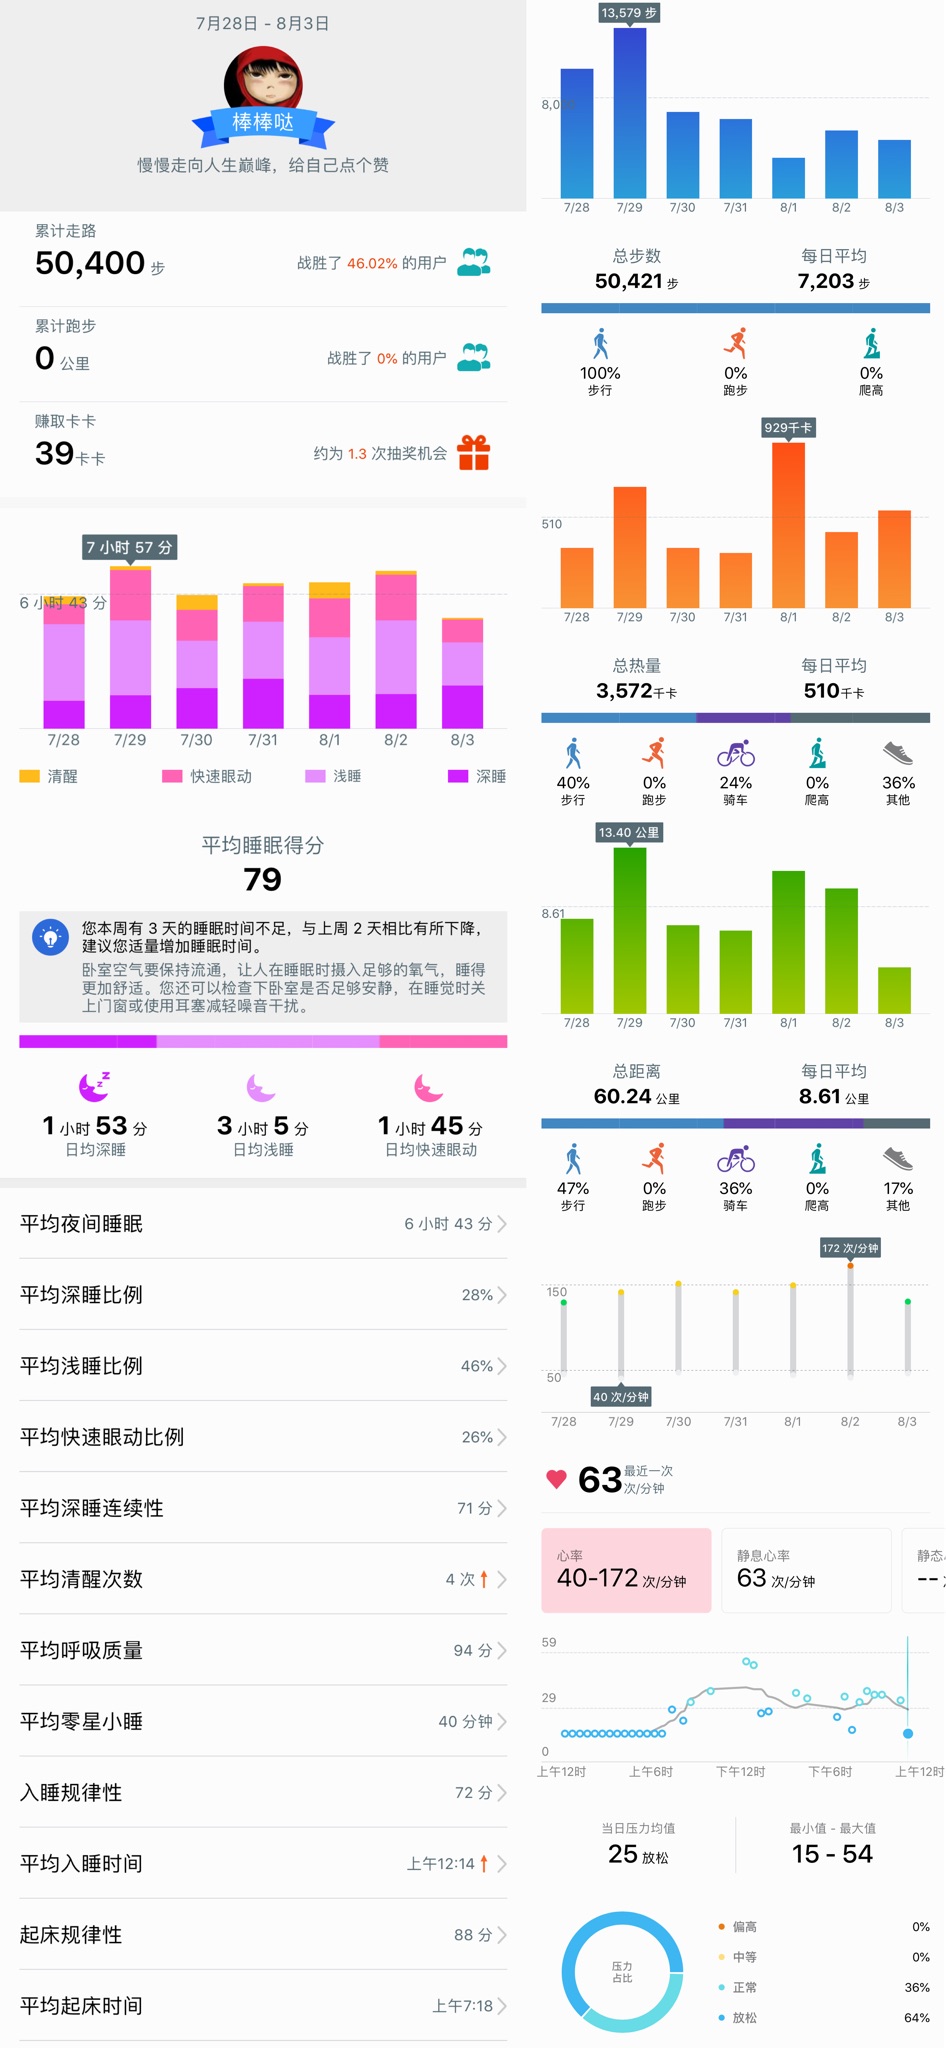 7月28日 - 8月3日
棒棒哒
慢慢走向人生巅峰，给自己点个赞
累计走路
50,400 步
战胜了 46.02% 的用户
累计跑步
0 公里
战胜了 0% 的用户
赚取卡卡
39卡卡
约为 1.3 次抽奖机会
7 小时 57 分
6 小时 43 分
7/28 7/29 7/30 7/31 8/1 8/2 8/3
清醒 快速眼动 浅睡 深睡
平均睡眠得分
79
您本周有 3 天的睡眠时间不足，与上周 2 天相比有所下降，
建议您适量增加睡眠时间。
卧室空气要保持流通，让人在睡眠时摄入足够的氧气，睡得
更加舒适。您还可以检查下卧室是否足够安静，在睡觉时关
上门窗或使用耳塞减轻噪音干扰。
1 小时 53 分 3 小时 5 分 1 小时 45 分
日均深睡 日均浅睡 日均快速眼动
平均夜间睡眠 6 小时 43 分
平均深睡比例 28%
平均浅睡比例 46%
平均快速眼动比例 26%
平均深睡连续性 71 分
平均清醒次数 4 次
平均呼吸质量 94 分
平均零星小睡 40 分钟
入睡规律性 72 分
平均入睡时间 上午12:14
起床规律性 88 分
平均起床时间 上午7:18
13,579 步
7/28 7/29 7/30 7/31 8/1 8/2 8/3
总步数 每日平均
50,421 步 7,203 步
100% 0% 0%
步行 跑步 爬高
929千卡
510
7/28 7/29 7/30 7/31 8/1 8/2 8/3
总热量 每日平均
3,572千卡 510千卡
40% 0% 24% 0% 36%
步行 跑步 骑车 爬高 其他
13.40 公里
8.61
7/28 7/29 7/30 7/31 8/1 8/2 8/3
总距离 每日平均
60.24 公里 8.61 公里
47% 0% 36% 0% 17%
步行 跑步 骑车 爬高 其他
172 次/分钟
150
50
40 次/分钟
7/28 7/29 7/30 7/31 8/1 8/2 8/3
63 最近一次
次/分钟
心率 静息心率 静态
40-172 次/分钟 63 次/分钟 --
59
29
0
上午12时 上午6时 下午12时 下午6时 上午12时
当日压力均值 最小值 - 最大值
25 放松 15 - 54
压力
占比
偏高 0%
中等 0%
正常 36%
放松 64%